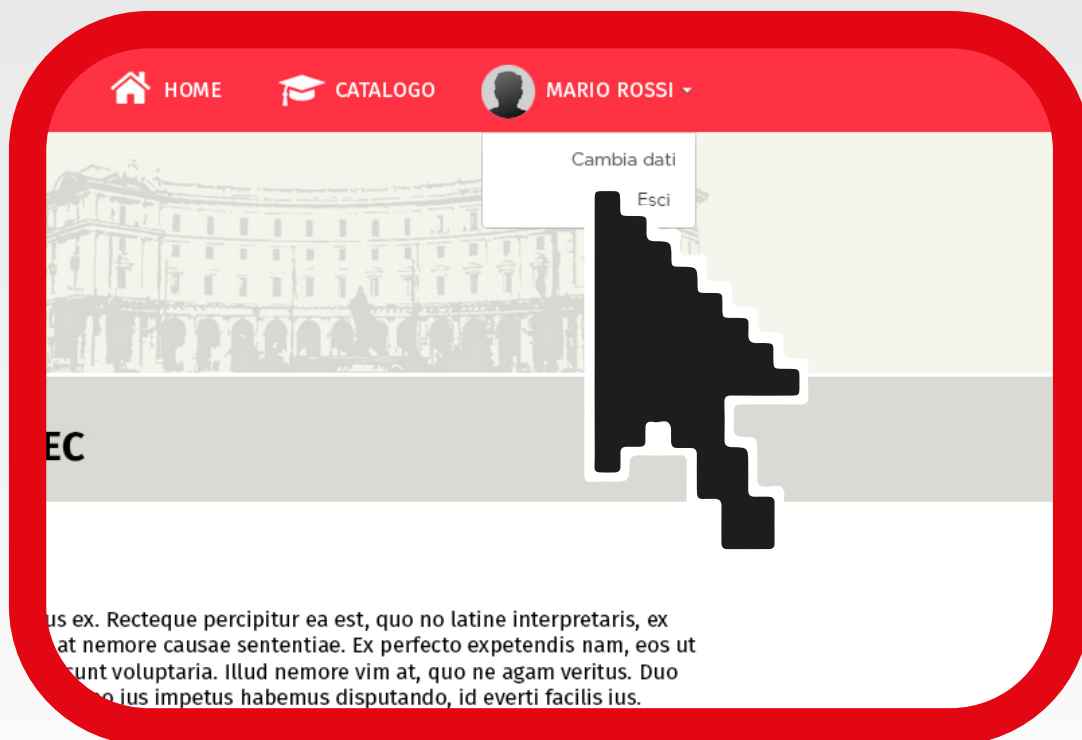 HOME CATALOGO MARIO ROSSI
Cambia dati
Esci
EC
us ex. Recteque percipitur ea est, quo no latine interpretaris, ex
at nemore causae sententiae. Ex perfecto expetendis nam, eos ut
sunt voluptaria. Illud nemore vim at, quo ne agam veritus. Duo
ius impetus habemus disputando, id everti facilis ius.